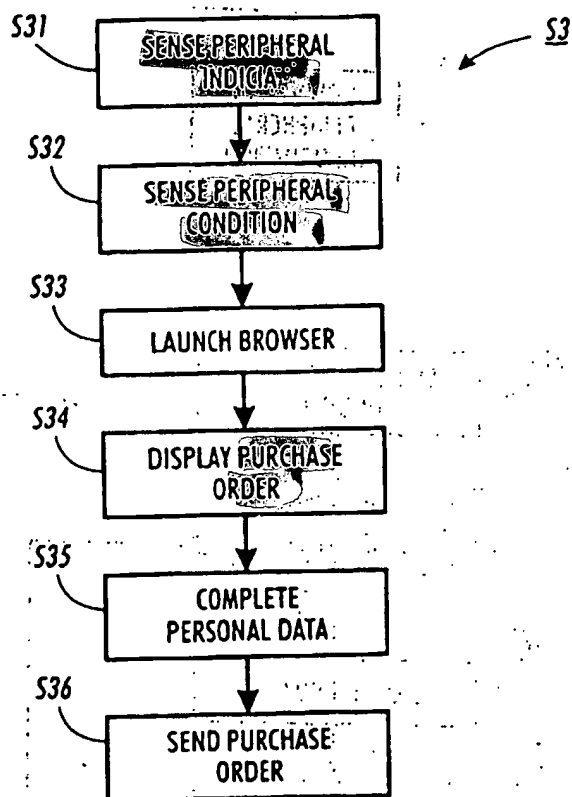 S3
S31
SENSE PERIPHERAL
INDICIA
S32
SENSE PERIPHERAL
CONDITION
S33
LAUNCH BROWSER
S34
DISPLAY PURCHASE
ORDER
S35
COMPLETE
PERSONAL DATA
S36
SEND PURCHASE
ORDER